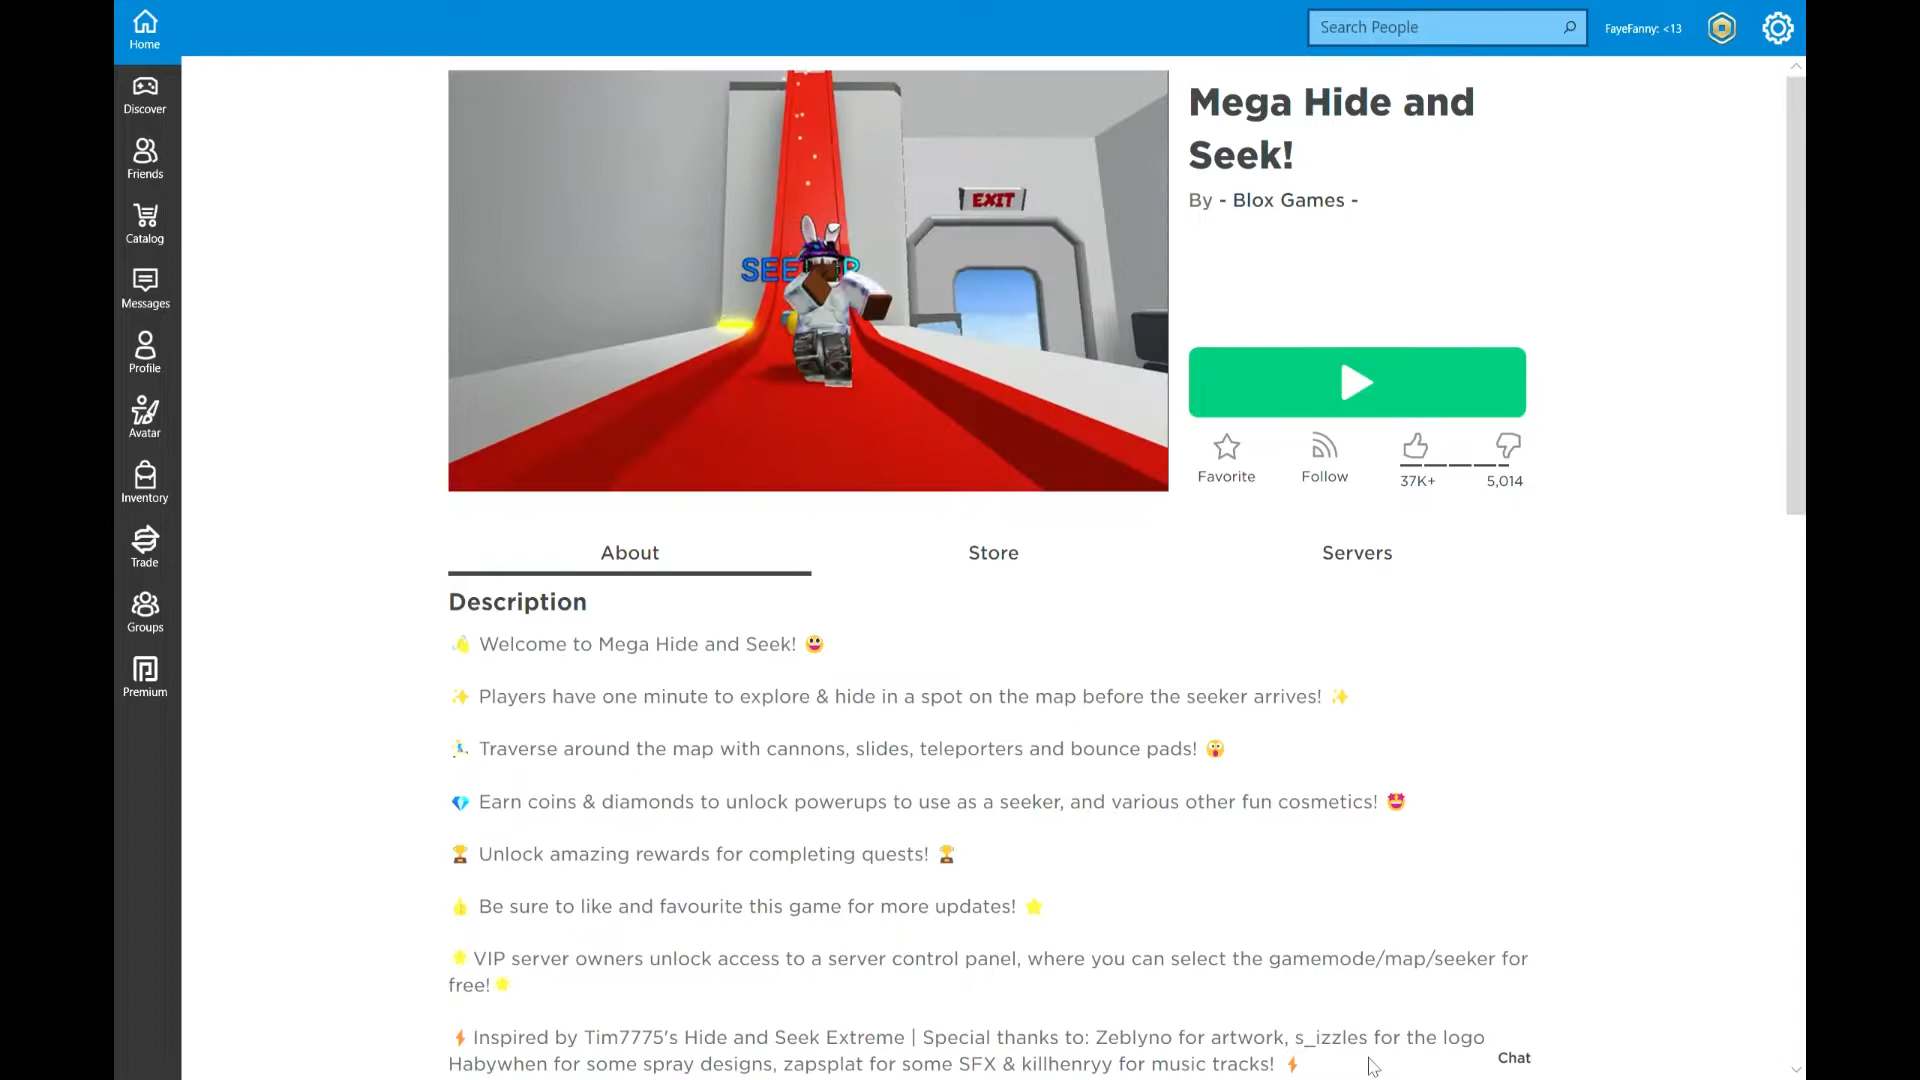 Home
Search People
FayeFanny: <13
Discover
Friends
Catalog
Messages
Profile
Avatar
Inventory
Trade
Groups
Premium
EXIT
Mega Hide and
Seek!
By - Blox Games -
Favorite
Follow
37K+
5,014
About
Store
Servers
Description
👋 Welcome to Mega Hide and Seek! 😃
✨ Players have one minute to explore & hide in a spot on the map before the seeker arrives! ✨
🏃 Traverse around the map with cannons, slides, teleporters and bounce pads! 😲
💎 Earn coins & diamonds to unlock powerups to use as a seeker, and various other fun cosmetics! 🤩
🏆 Unlock amazing rewards for completing quests! 🏆
👍 Be sure to like and favourite this game for more updates! ⭐
🌟 VIP server owners unlock access to a server control panel, where you can select the gamemode/map/seeker for
free! 🌟
⚡ Inspired by Tim7775's Hide and Seek Extreme | Special thanks to: Zeblyno for artwork, s_izzles for the logo
Habywhen for some spray designs, zapsplat for some SFX & killhenryy for music tracks! ⚡
Chat